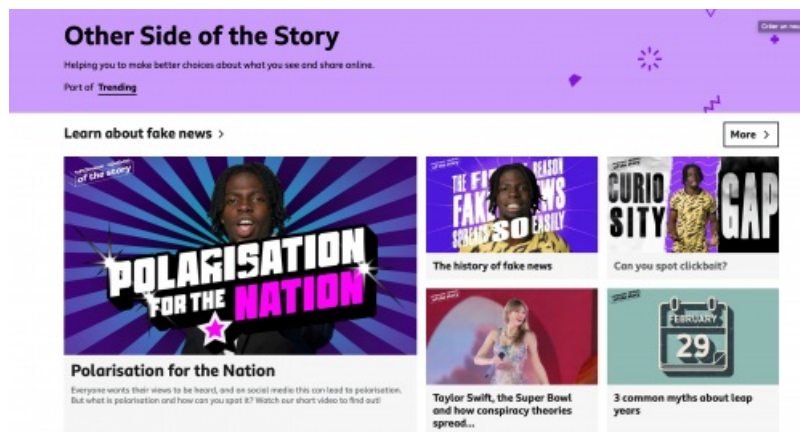 Other Side of the Story
Helping you to make better choices about what you see and share online.
Part of Trending
Learn about fake news >
More >
of the story
POLARISATION
FOR THE NATION
Polarisation for the Nation
Everyone wants their views to be heard, and on social media this can lead to polarisation.
But what is polarisation and how can you spot it? Watch our short video to find out!
THE REASON
FAKE
SPREADS SO EASILY
The history of fake news
CURIO
SITY
GAP
Can you spot clickbait?
Taylor Swift, the Super Bowl
and how conspiracy theories
spread...
FEBRUARY
29
3 common myths about leap
years